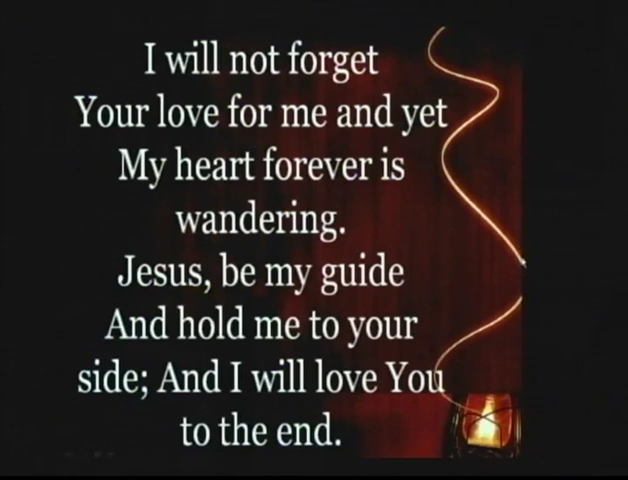 I will not forget
Your love for me and yet
My heart forever is
wandering.
Jesus, be my guide
And hold me to your
side; And I will love You
to the end.